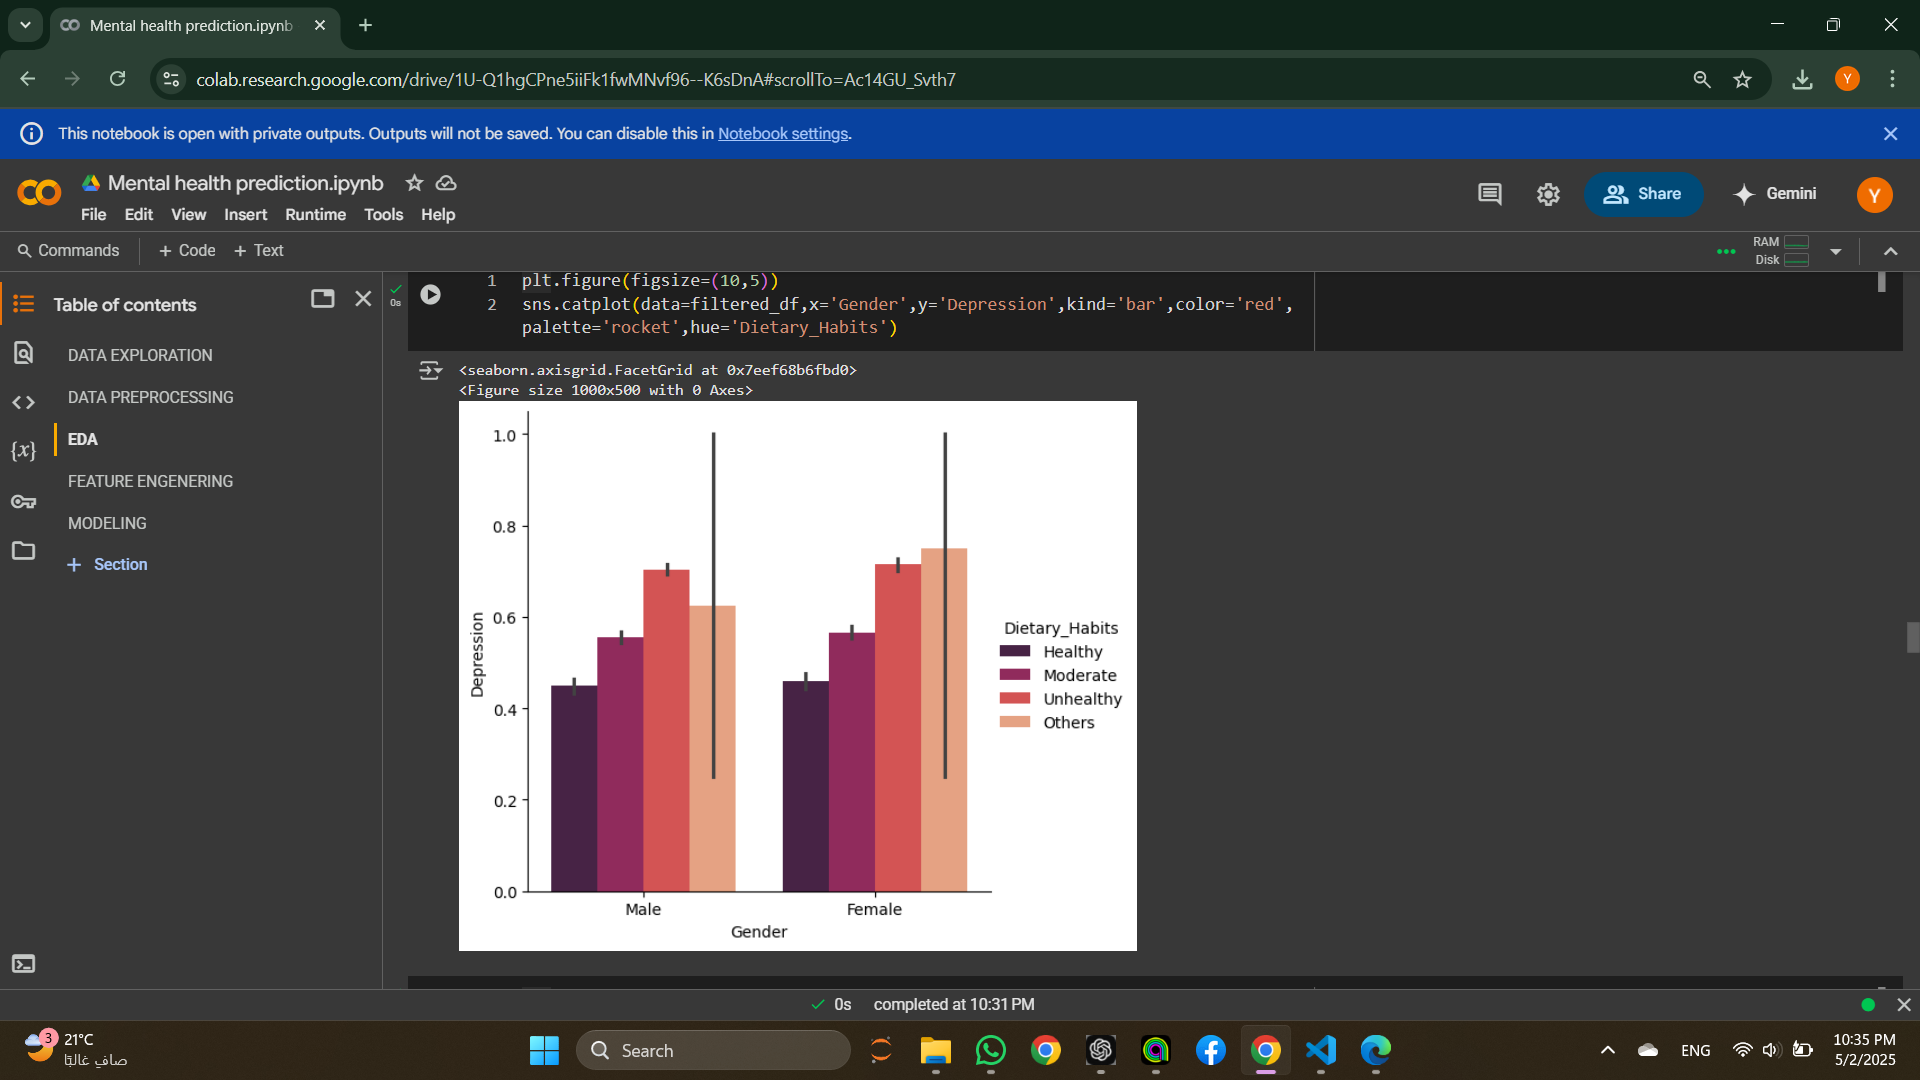 Mental health prediction.ipynb
colab.research.google.com/drive/1U-Q1hgCPne5iiFk1fwMNvf96--K6sDnA#scrollTo=Ac14GU_Svth7
Y
This notebook is open with private outputs. Outputs will not be saved. You can disable this in Notebook settings.
Mental health prediction.ipynb
File Edit View Insert Runtime Tools Help
Share
Gemini
Y
Commands
+ Code
+ Text
RAM
Disk
Table of contents
DATA EXPLORATION
DATA PREPROCESSING
EDA
FEATURE ENGENERING
MODELING
+ Section
{x}
0s
1 plt.figure(figsize=(10,5))
2 sns.catplot(data=filtered_df,x='Gender',y='Depression',kind='bar',color='red',
palette='rocket',hue='Dietary_Habits')
<seaborn.axisgrid.FacetGrid at 0x7eef68b6fbd0>
<Figure size 1000x500 with 0 Axes>
1.0
0.8
0.6
0.4
0.2
0.0
Depression
Male
Female
Gender
Dietary_Habits
Healthy
Moderate
Unhealthy
Others
0s completed at 10:31 PM
3
21°C
صافٍ غالبًا
Search
ENG
10:35 PM
5/2/2025